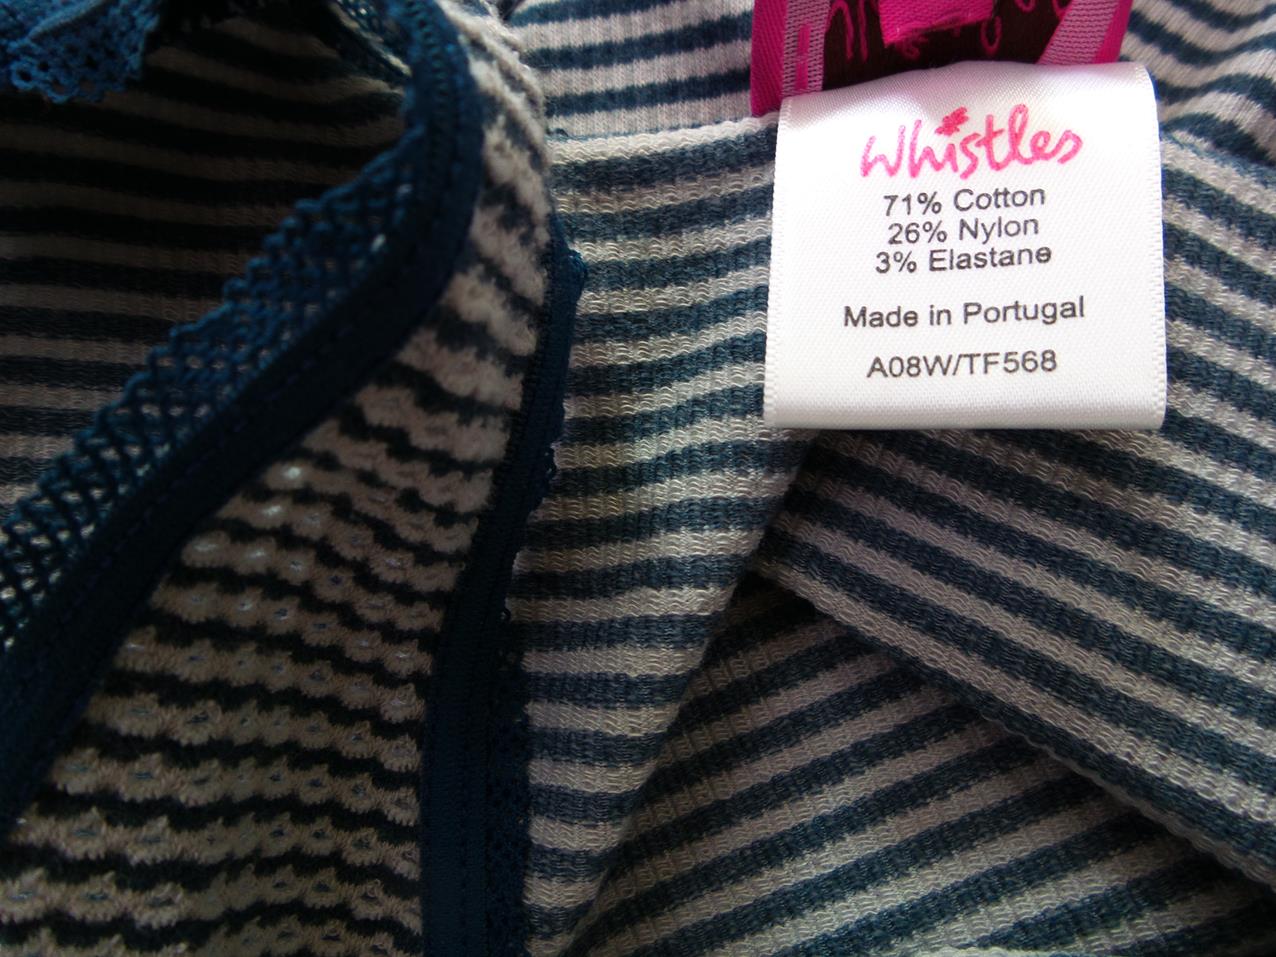 Whistles
71% Cotton
26% Nylon
3% Elastane
Made in Portugal
A08W/TF568